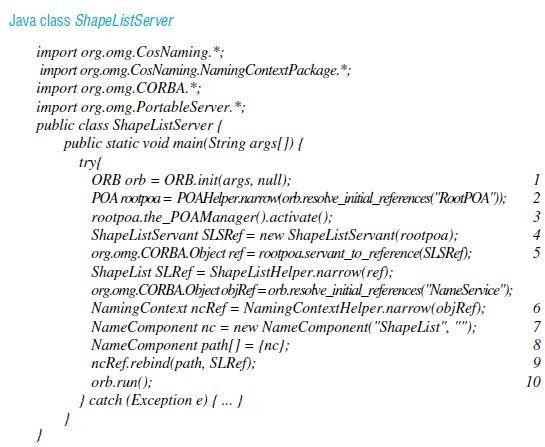 Java class ShapeListServer
import org.omg.CosNaming.*;
import org.omg.CosNaming.NamingContextPackage.*;
import org.omg.CORBA.*;
import org.omg.PortableServer.*;
public class ShapeListServer {
public static void main(String args[]) {
try{
ORB orb = ORB.init(args, null); 1
POA rootpoa = POAHelper.narrow(orb.resolve_initial_references("RootPOA")); 2
rootpoa.the_POAManager().activate(); 3
ShapeListServant SLSRef = new ShapeListServant(rootpoa); 4
org.omg.CORBA.Object ref = rootpoa.servant_to_reference(SLSRef); 5
ShapeList SLRef = ShapeListHelper.narrow(ref);
org.omg.CORBA.Object objRef = orb.resolve_initial_references("NameService");
NamingContext ncRef = NamingContextHelper.narrow(objRef); 6
NameComponent nc = new NameComponent("ShapeList", ""); 7
NameComponent path[] = {nc}; 8
ncRef.rebind(path, SLRef); 9
orb.run(); 10
} catch (Exception e) { ... }
}
}